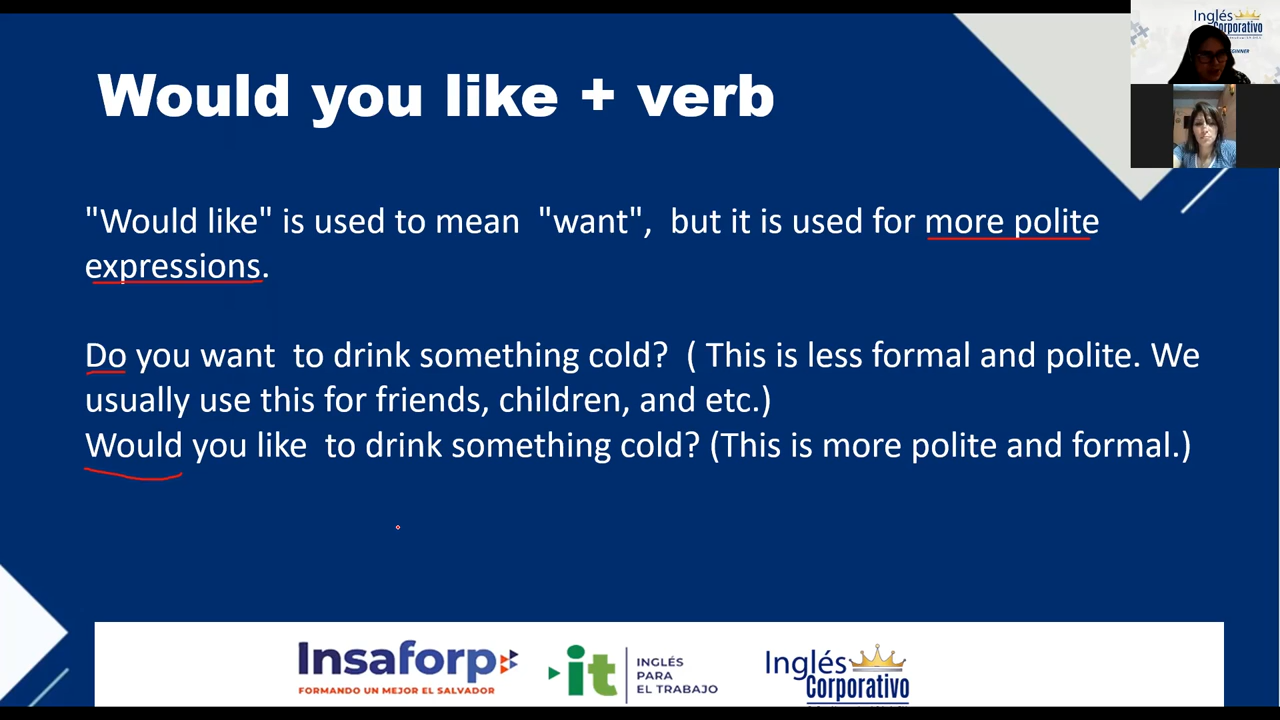 Would you like + verb
"Would like" is used to mean "want", but it is used for more polite
expressions.
Do you want to drink something cold? ( This is less formal and polite. We
usually use this for friends, children, and etc.)
Would you like to drink something cold? (This is more polite and formal.)
Insaforp
FORMANDO UN MEJOR EL SALVADOR
it
INGLÉS
PARA
EL TRABAJO
Inglés
Corporativo
Inglés
Corporativo